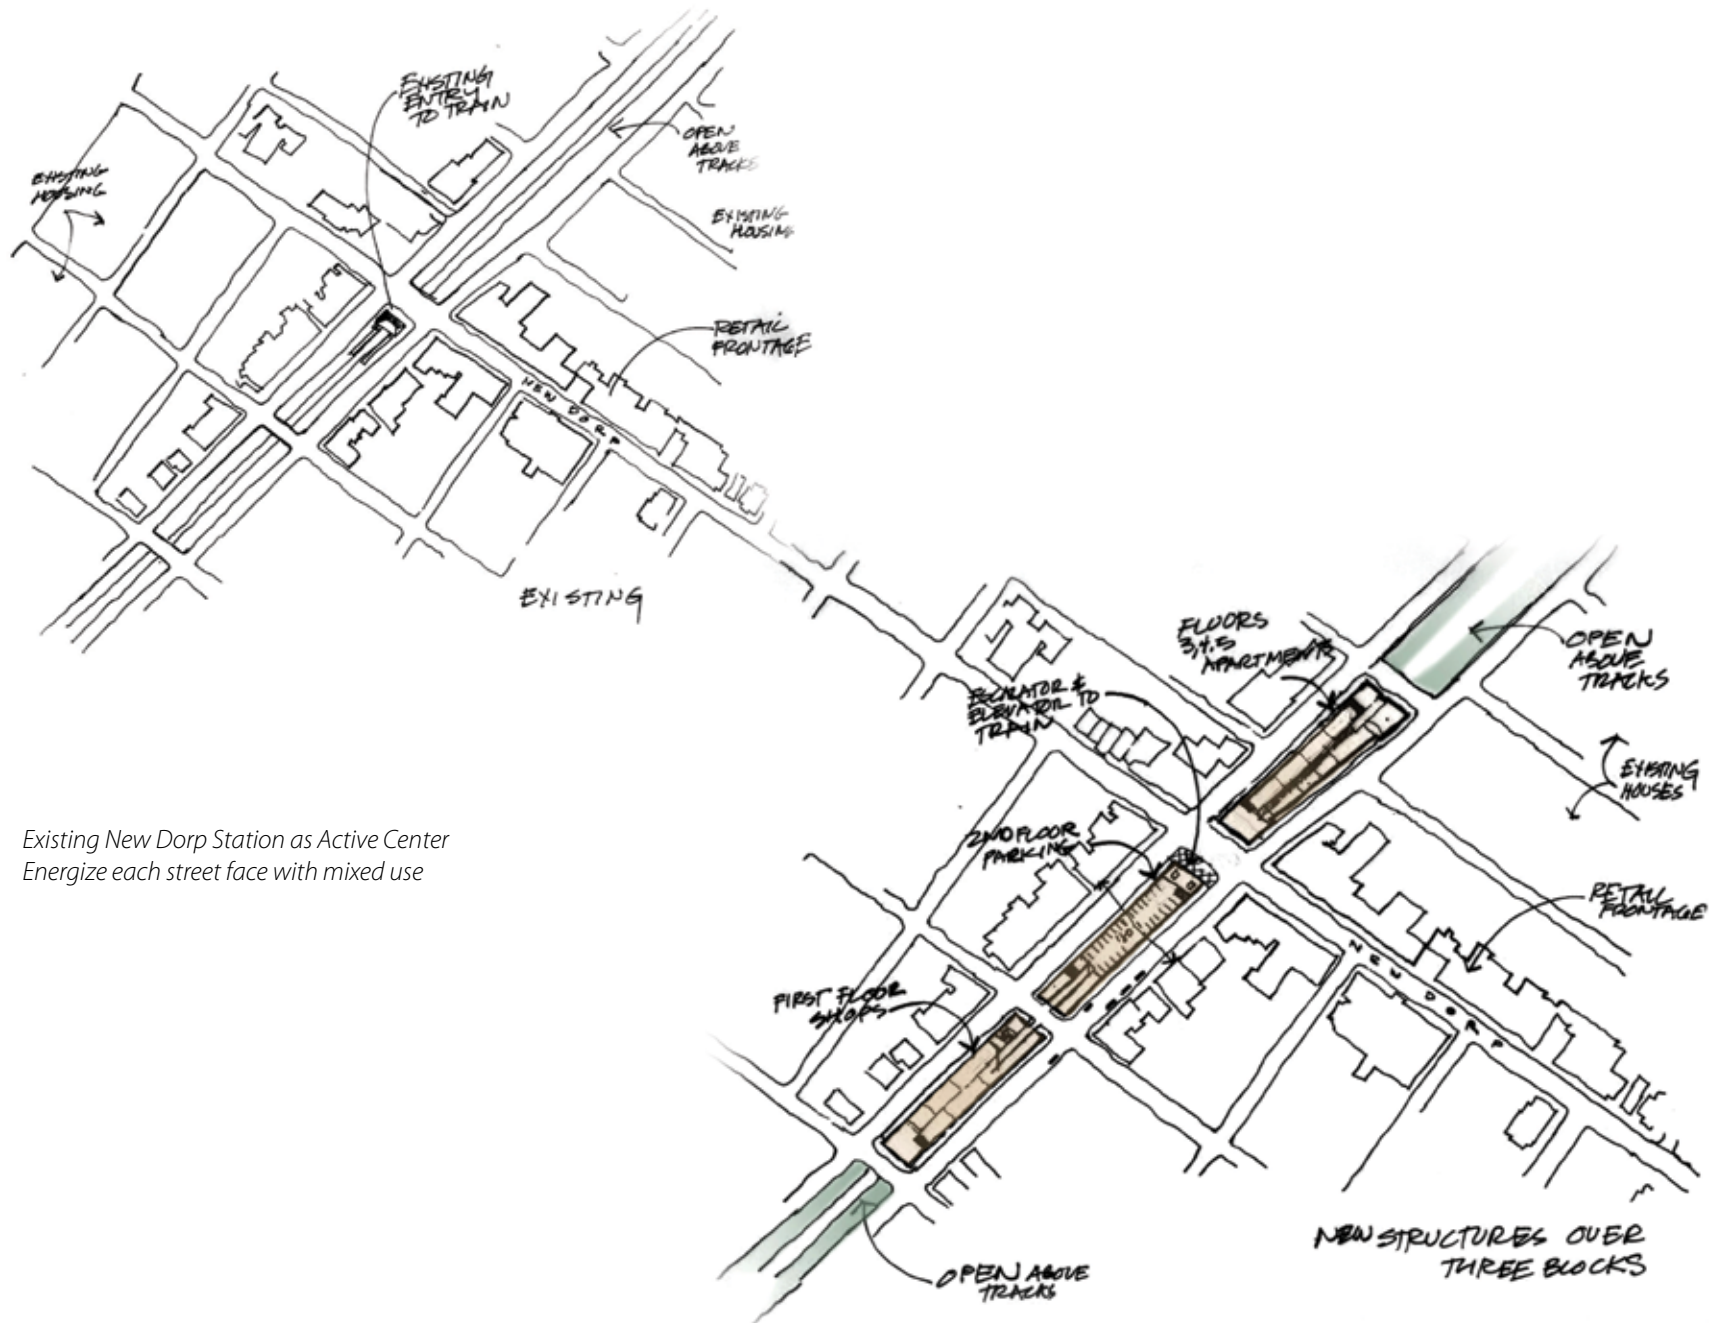 EXISTING
ENTRY
TO TRAIN
OPEN
ABOVE
TRACKS
EXISTING
HOUSING
EXISTING
HOUSING
RETAIL
FRONTAGE
NEW DORP
EXISTING
FLOORS
3,4,5
APARTMENTS
OPEN
ABOVE
TRACKS
ESCALATOR &
ELEVATOR TO
TRAIN
EXISTING
HOUSES
2ND FLOOR
PARKING
Existing New Dorp Station as Active Center
Energize each street face with mixed use
RETAIL
FRONTAGE
NEW DORP
FIRST FLOOR
SHOPS
NEW STRUCTURES OVER
THREE BLOCKS
OPEN ABOVE
TRACKS